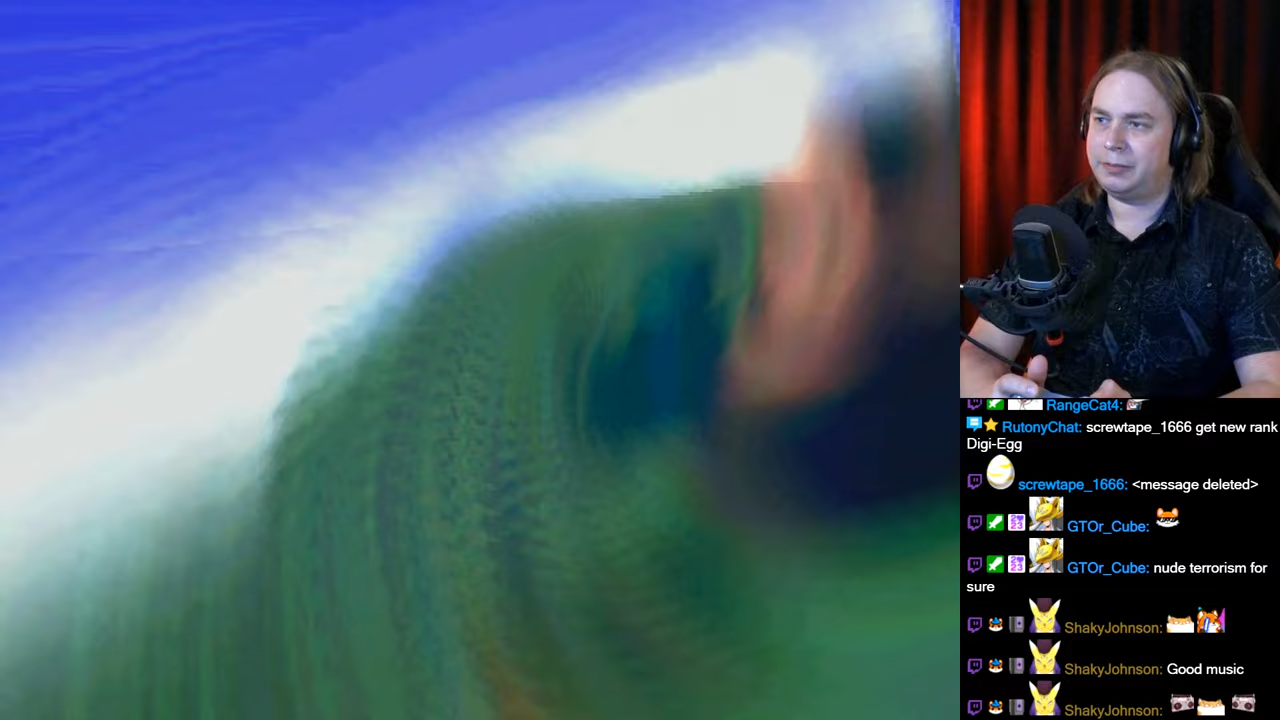 RangeCat4:
RutonyChat: screwtape_1666 get new rank
Digi-Egg
screwtape_1666: <message deleted>
GTOr_Cube:
GTOr_Cube: nude terrorism for
sure
ShakyJohnson:
ShakyJohnson: Good music
ShakyJohnson: